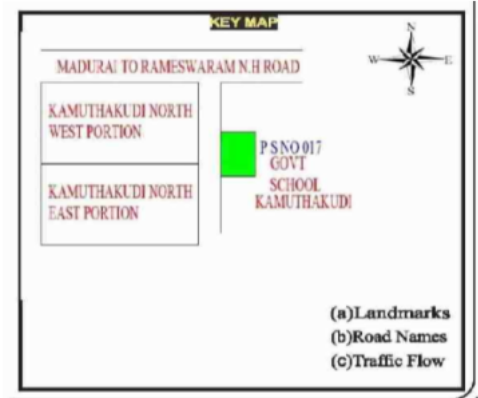 KEY MAP
N
W E
S
MADURAI TO RAMESWARAM N.H ROAD
KAMUTHAKUDI NORTH
WEST PORTION
P S NO 017
GOVT
SCHOOL
KAMUTHAKUDI
KAMUTHAKUDI NORTH
EAST PORTION
(a)Landmarks
(b)Road Names
(c)Traffic Flow